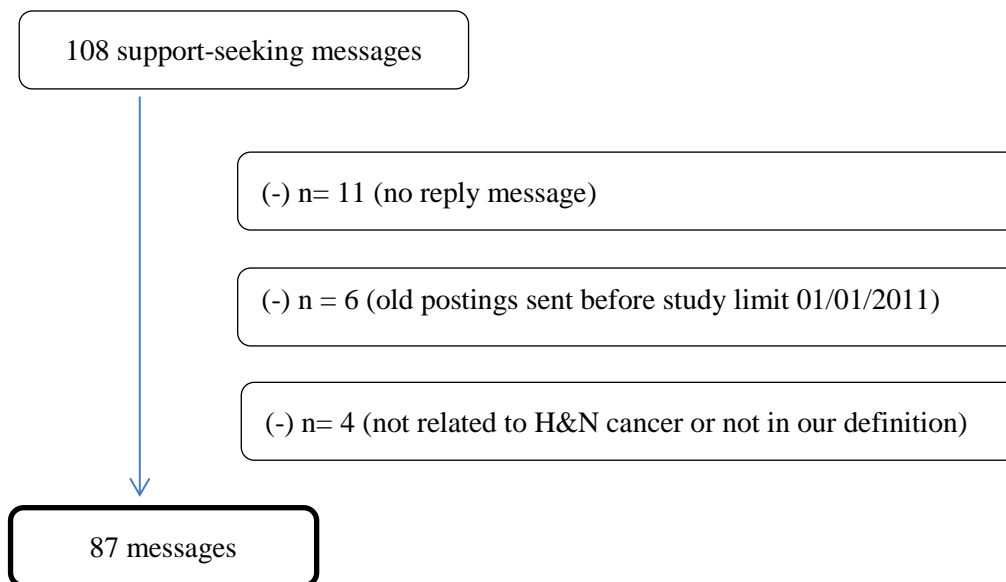 108 support-seeking messages
(-) n= 11 (no reply message)
(-) n = 6 (old postings sent before study limit 01/01/2011)
(-) n= 4 (not related to H&N cancer or not in our definition)
87 messages